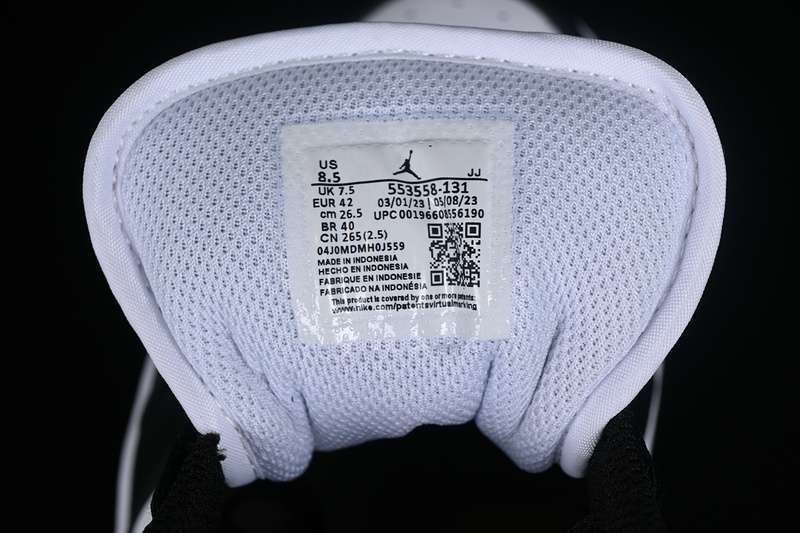 US
8.5 JJ
UK 7.5 553558-131
EUR 42 03/01/23 | 05/08/23
cm 26.5 UPC 00196608556190
BR 40
CN 265(2.5)
04J0MDMH0J559
MADE IN INDONESIA
HECHO EN INDONESIA
FABRIQUE EN INDONESIE
FABRICADO NA INDONÉSIA
This product is covered by one or more patents:
www.nike.com/patentsvirtualmarking